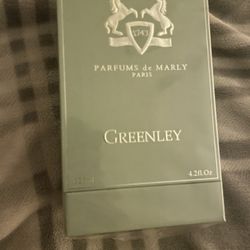 1743
PARFUMS de MARLY
PARIS
GREENLEY
4.2fl.Oz